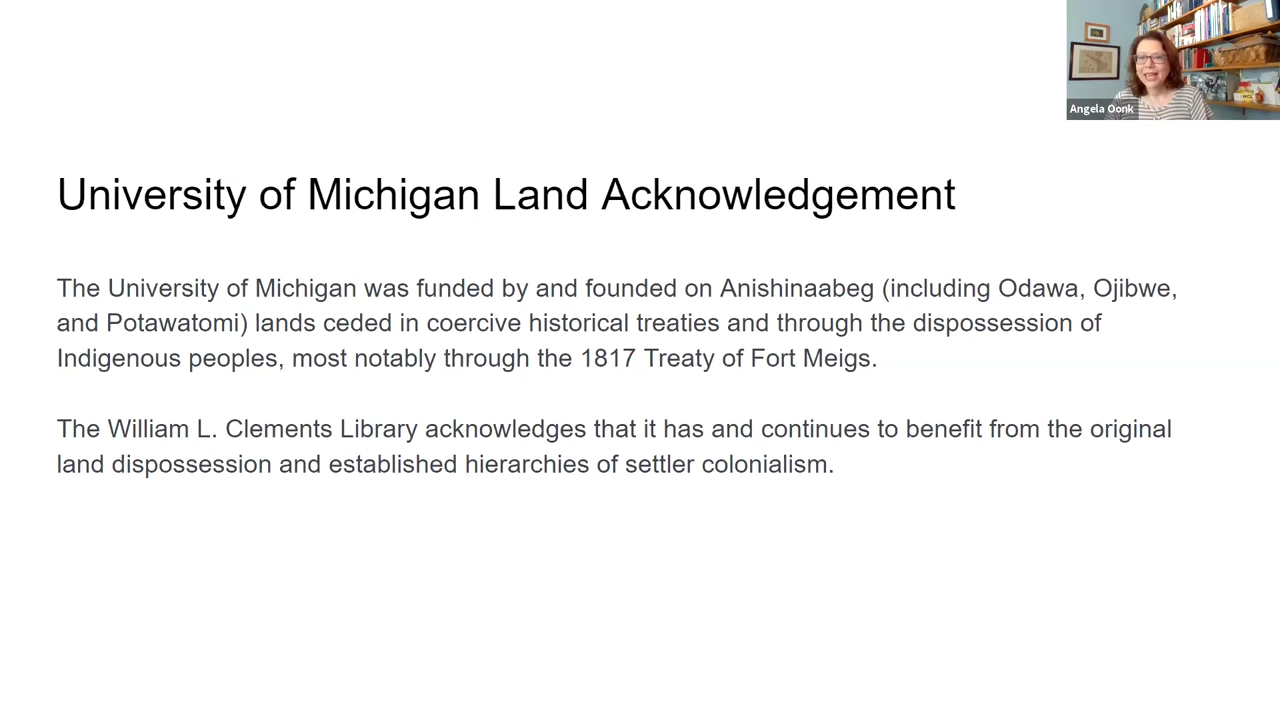 Angela Oonk
University of Michigan Land Acknowledgement
The University of Michigan was funded by and founded on Anishinaabeg (including Odawa, Ojibwe,
and Potawatomi) lands ceded in coercive historical treaties and through the dispossession of
Indigenous peoples, most notably through the 1817 Treaty of Fort Meigs.
The William L. Clements Library acknowledges that it has and continues to benefit from the original
land dispossession and established hierarchies of settler colonialism.